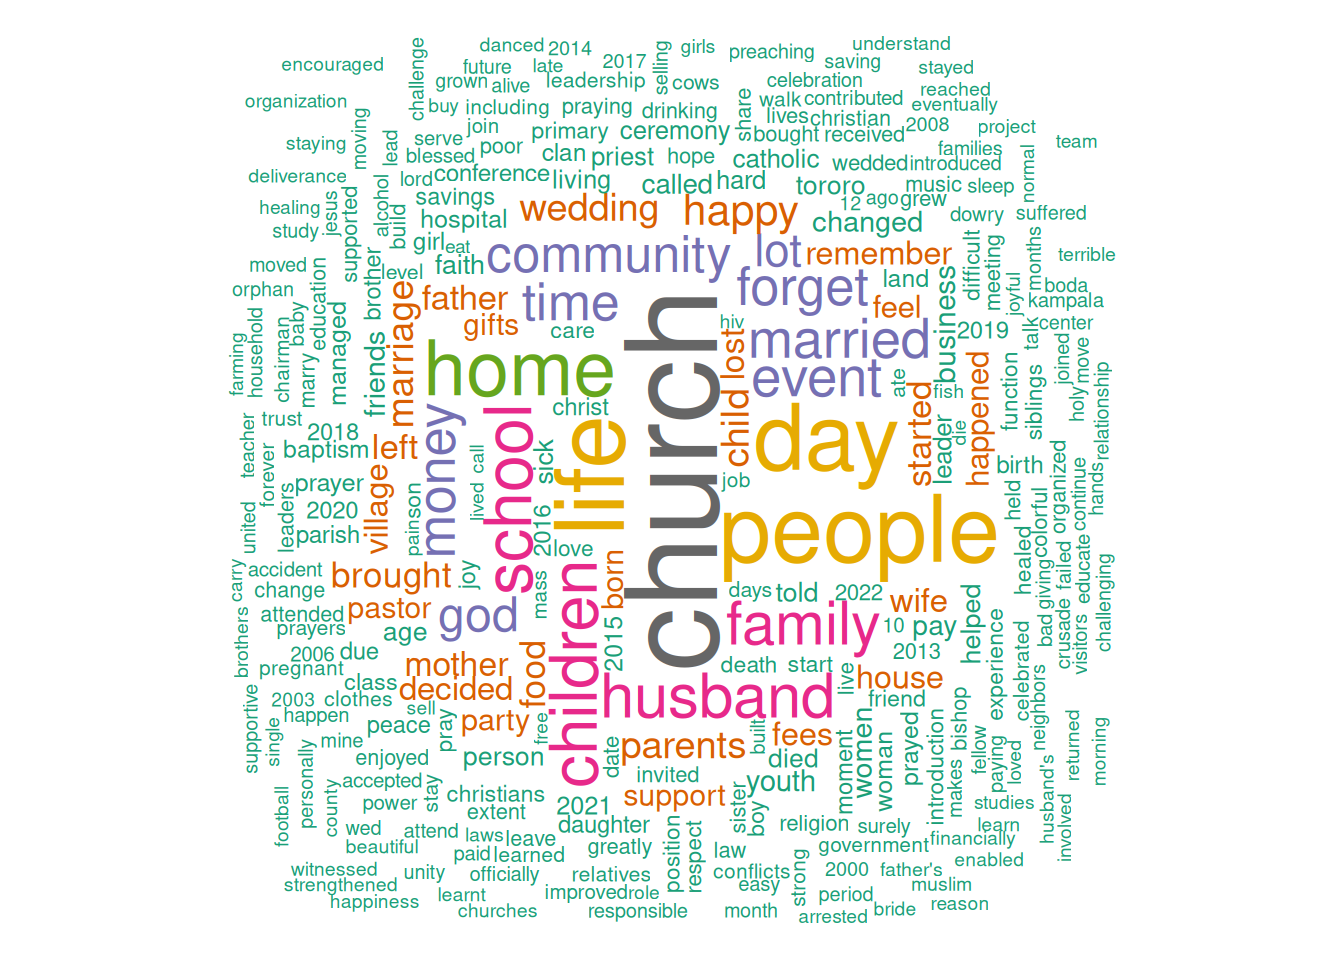 understand
danced
2014
girls
preaching
encouraged
challenge
future
late
2017
selling
saving
stayed
grown
alive
leadership
cows
celebration
reached
organization
buy
including
praying
drinking
share
walk
contributed
eventually
moving
lead
serve
join
primary
ceremony
bought
lives
christian
received
2008
project
staying
blessed
poor
clan
priest
hope
catholic
wedded
introduced
families
team
normal
deliverance
lord
conference
living
called
hard
tororo
music
sleep
healing
jesus
supported
alcohol
build
savings
hospital
wedding
happy
12
ago
grew
changed
dowry
suffered
study
girl
eat
community
lot
remember
difficult
meeting
months
terrible
moved
education
brother
level
faith
forget
land
joyful
boda
orphan
baby
marriage
father
time
feel
business
kampala
household
chairman
marry
managed
friends
gifts
care
hiv
married
2019
talk
center
farming
home
church
lost
event
ate
fish
function
siblings
joined
move
holy
relationship
trust
christ
child
day
started
leader
die
happened
teacher
2018
baptism
left
money
school
life
sick
call
lived
job
birth
forever
prayer
village
painson
2016
people
held
colorful
organized
continue
hands
united
leaders
2020
parish
love
giving
failed
educate
carry
accident
brought
joy
mass
born
days
told
2022
wife
healed
bad
crusade
visitors
challenging
change
pastor
god
children
family
10
pay
helped
attended
prayers
age
2015
2013
experience
brothers
2006
due
mother
food
death
start
live
house
celebrated
neighbors
pregnant
class
decided
husband
friend
supportive
single
2003
clothes
sell
party
free
parents
built
fees
bishop
happen
peace
pray
women
prayed
introduction
fellow
paying
loved
returned
morning
mine
enjoyed
person
date
died
moment
woman
makes
personally
accepted
stay
invited
youth
football
county
power
christians
support
sister
boy
studies
husband's
involved
extent
2021
wed
attend
laws
leave
daughter
position
respect
religion
surely
learn
financially
beautiful
paid
learned
greatly
law
government
enabled
witnessed
unity
officially
relatives
conflicts
strong
2000
father's
strengthened
learnt
improved
role
easy
period
muslim
happiness
churches
responsible
month
arrested
bride
reason